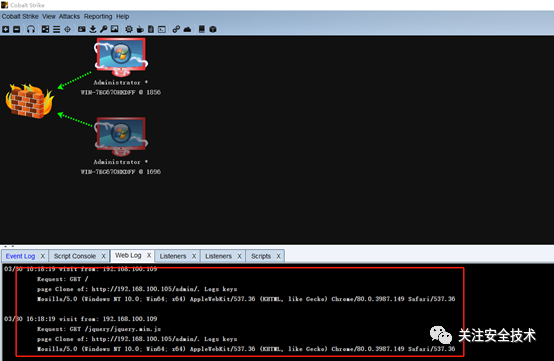 Cobalt Strike
Cobalt Strike View Attacks Reporting Help
Administrator *
WIN-7EG670HKDFF @ 1856
Administrator *
WIN-7EG670HKDFF @ 1696
Event Log X Script Console X Web Log X Listeners X Listeners X Scripts X
03/30 16:18:19 visit from: 192.168.100.109
Request: GET /
page Clone of: http://192.168.100.105/admin/. Logs keys
Mozilla/5.0 (Windows NT 10.0; Win64; x64) AppleWebKit/537.36 (KHTML, like Gecko) Chrome/80.0.3987.149 Safari/537.36
03/30 16:18:19 visit from: 192.168.100.109
Request: GET /jquery/jquery.min.js
page Clone of: http://192.168.100.105/admin/. Logs keys
Mozilla/5.0 (Windows NT 10.0; Win64; x64) AppleWebKit/537.36 (KHTML, like Gecko) Chrome/80.0.3987.149 Safari/537.36
关注安全技术